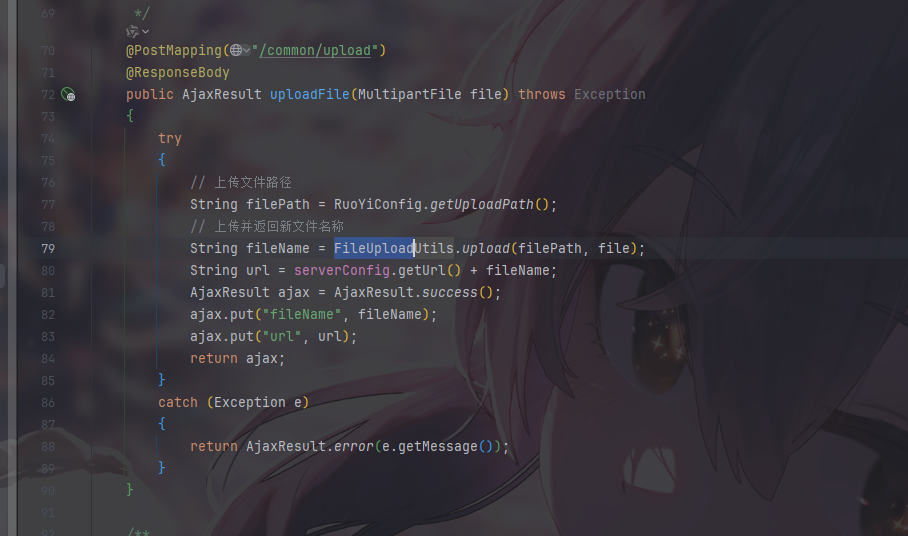 69 */
70 @PostMapping("/common/upload")
71 @ResponseBody
72 public AjaxResult uploadFile(MultipartFile file) throws Exception
73 {
74 try
75 {
76 // 上传文件路径
77 String filePath = RuoYiConfig.getUploadPath();
78 // 上传并返回新文件名称
79 String fileName = FileUploadUtils.upload(filePath, file);
80 String url = serverConfig.getUrl() + fileName;
81 AjaxResult ajax = AjaxResult.success();
82 ajax.put("fileName", fileName);
83 ajax.put("url", url);
84 return ajax;
85 }
86 catch (Exception e)
87 {
88 return AjaxResult.error(e.getMessage());
89 }
90 }
91
/**